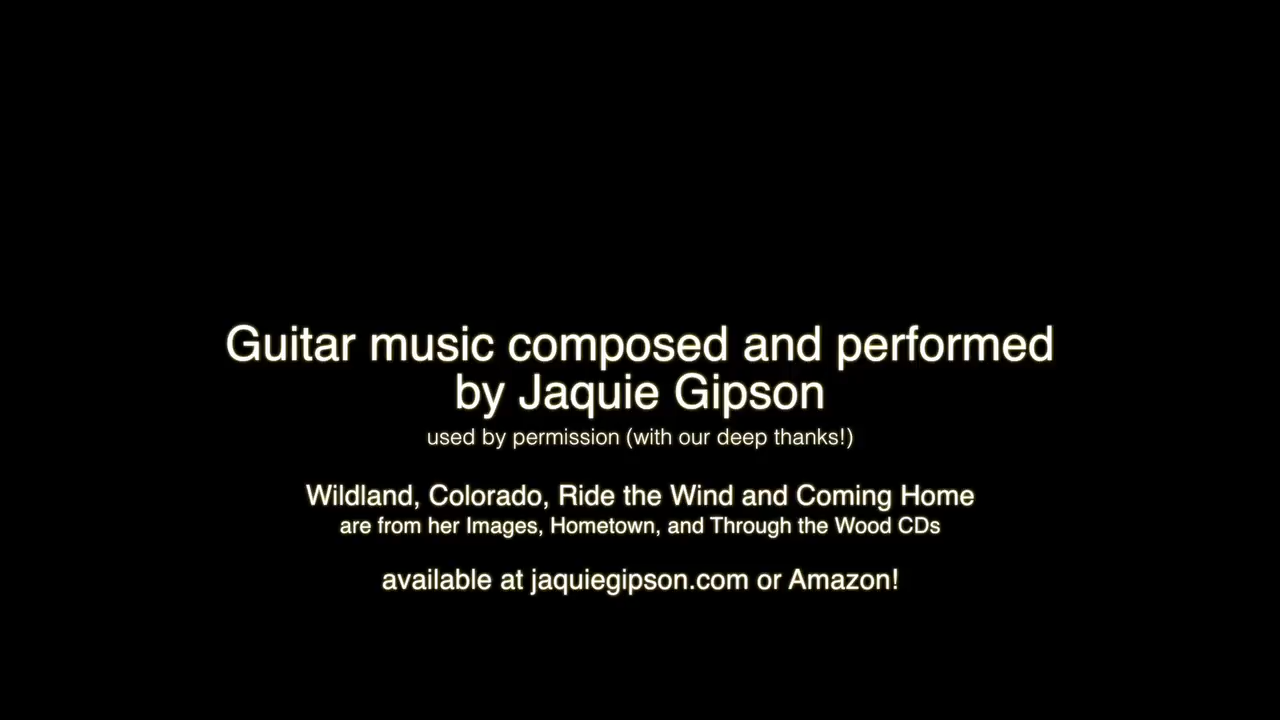 Guitar music composed and performed
by Jaquie Gipson
used by permission (with our deep thanks!)
Wildland, Colorado, Ride the Wind and Coming Home
are from her Images, Hometown, and Through the Wood CDs
available at jaquiegipson.com or Amazon!